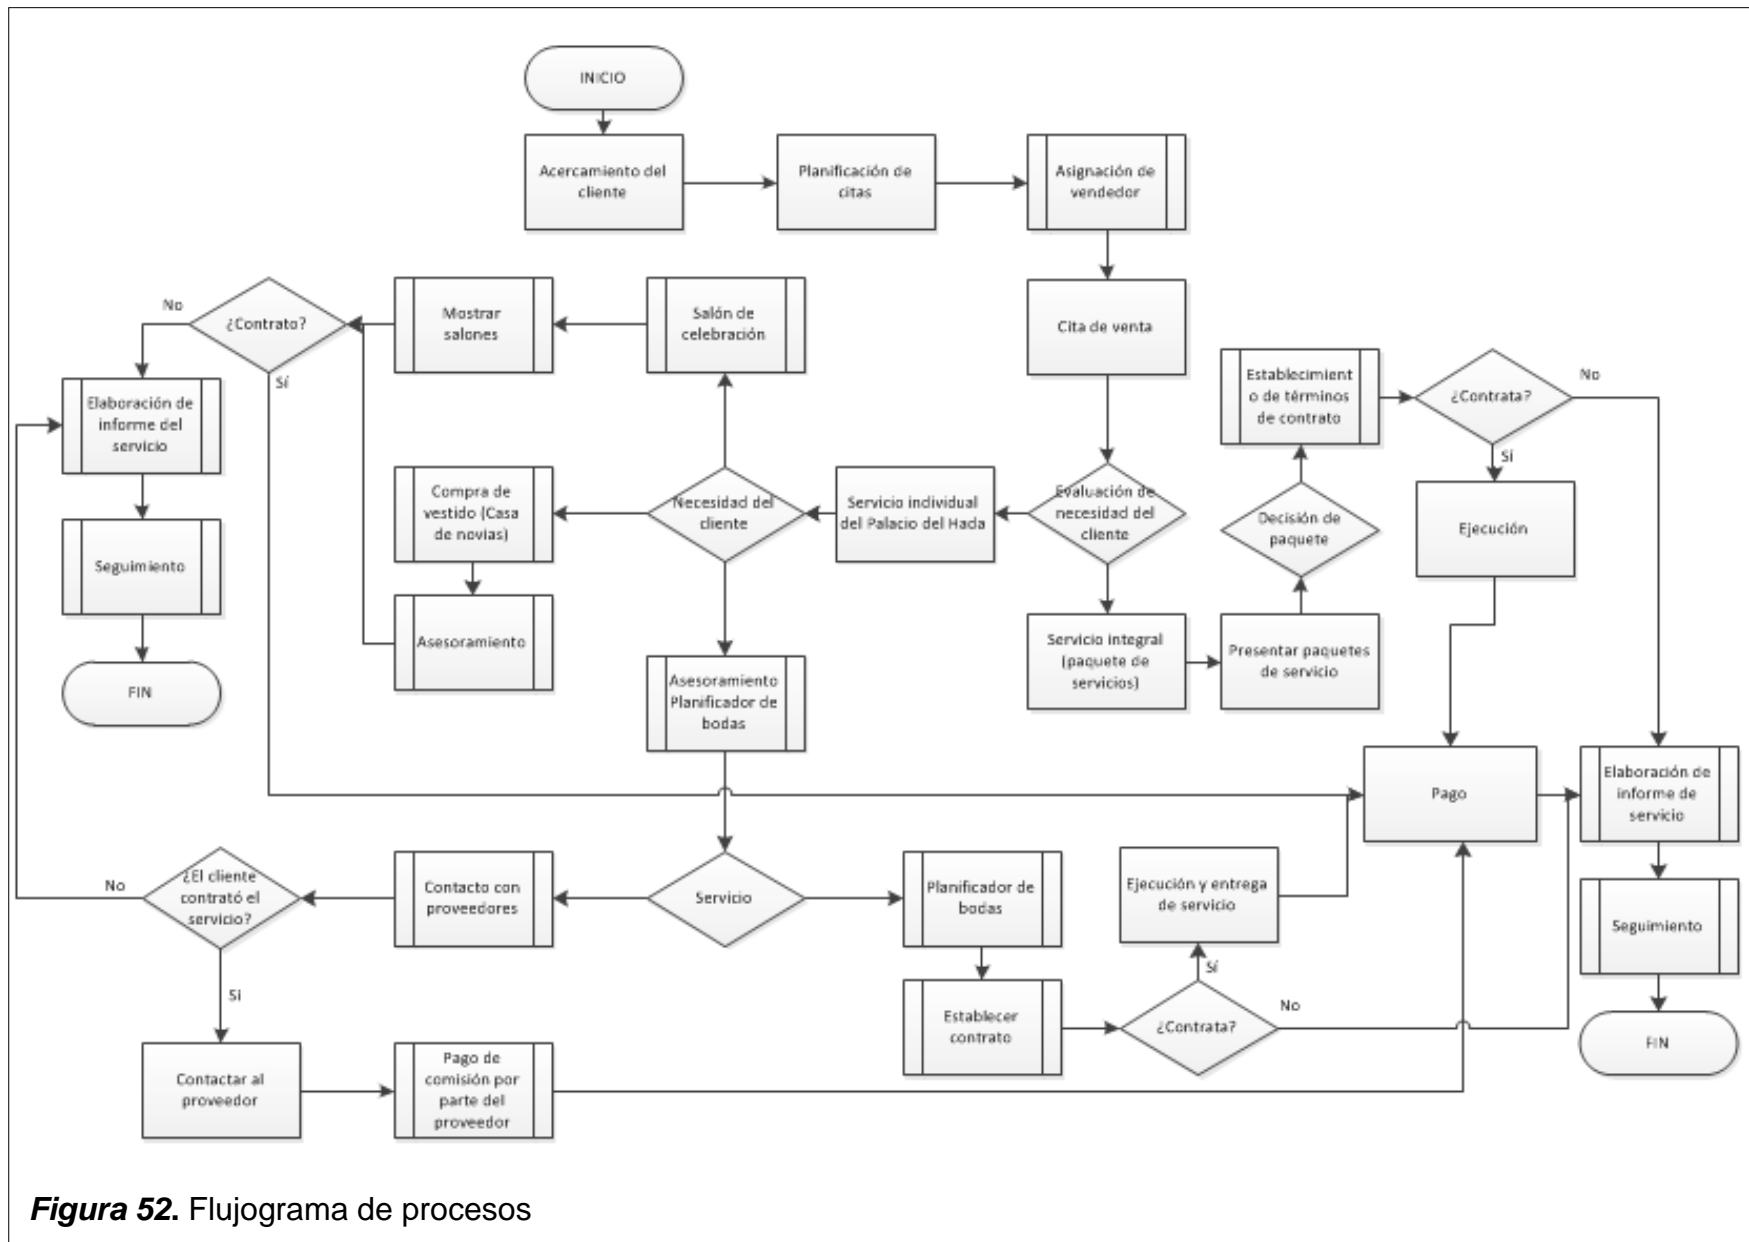 INICIO
Acercamiento del
cliente
Planificación de
citas
Asignación de
vendedor
No
¿Contrato?
Sí
Mostrar
salones
Salón de
celebración
Cita de venta
Establecimient
o de términos
de contrato
¿Contrata?
No
Sí
Elaboración de
informe del
servicio
Compra de
vestido (Casa
de novias)
Necesidad del
cliente
Servicio individual
del Palacio del Hada
Evaluación de
necesidad del
cliente
Decisión de
paquete
Ejecución
Seguimiento
Asesoramiento
FIN
Asesoramiento
Planificador de
bodas
Servicio integral
(paquete de
servicios)
Presentar paquetes
de servicio
Pago
Elaboración de
informe de
servicio
No
¿El cliente
contrató el
servicio?
Si
Contacto con
proveedores
Servicio
Planificador de
bodas
Ejecución y entrega
de servicio
Seguimiento
Establecer
contrato
Sí
¿Contrata?
No
FIN
Contactar al
proveedor
Pago de
comisión por
parte del
proveedor
Figura 52. Flujograma de procesos